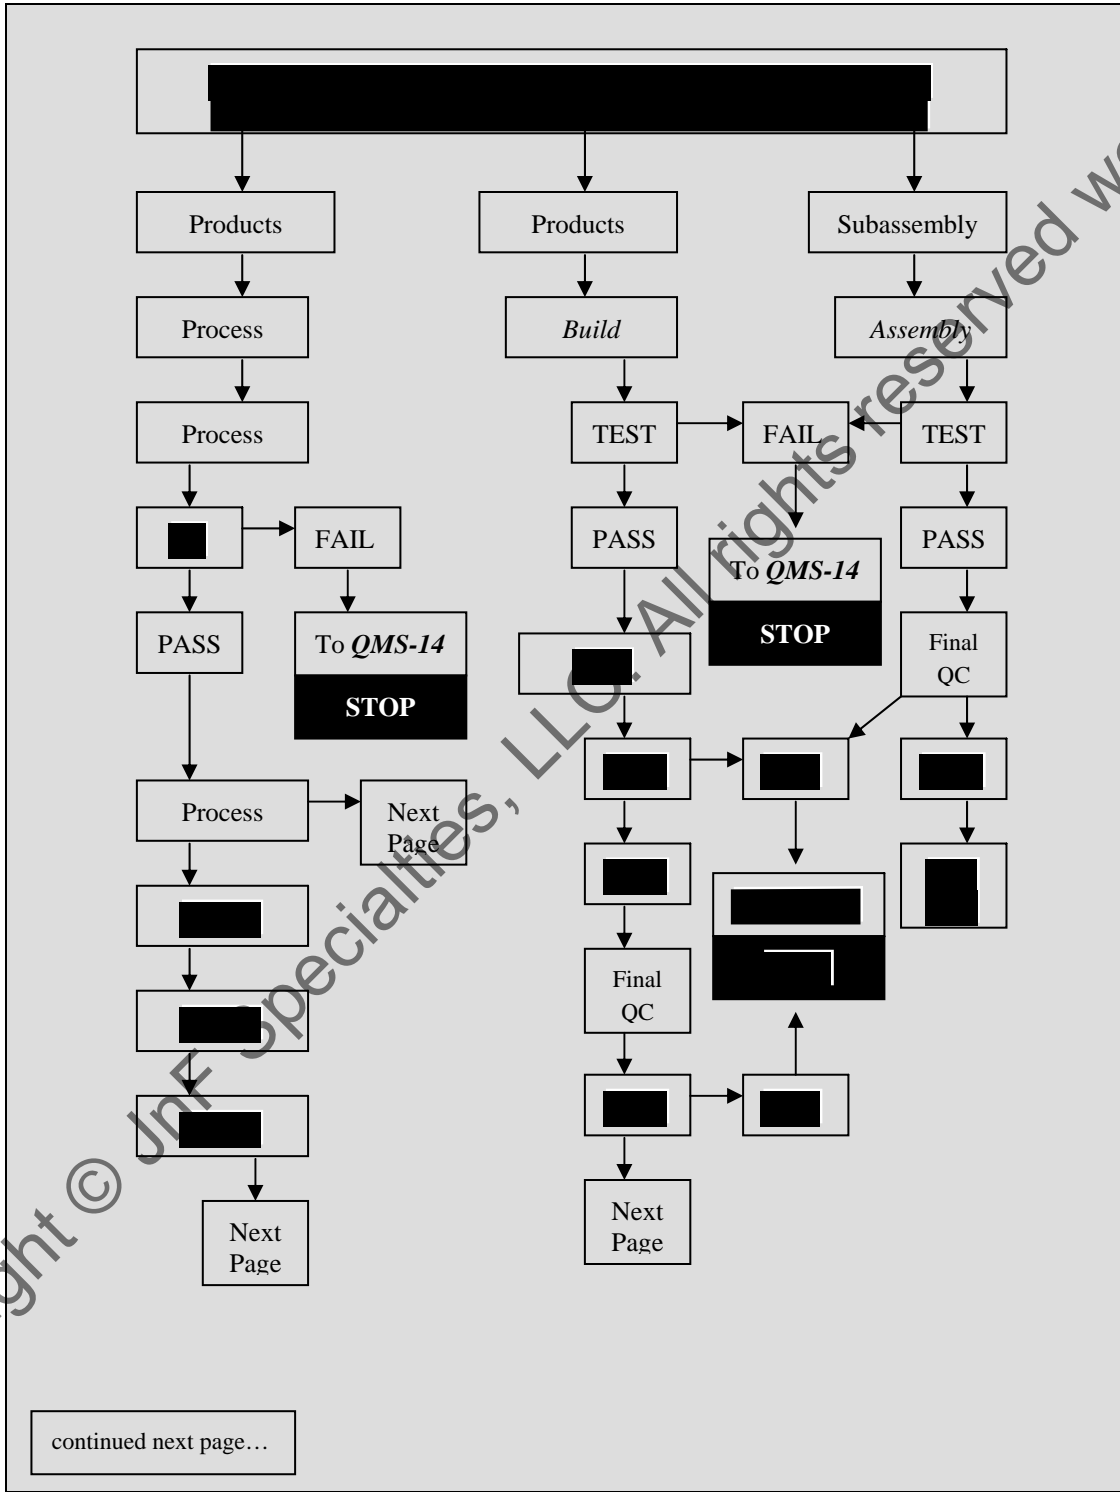 Products
Products
Subassembly
Process
Build
Assembly
Process
TEST
FAIL
TEST
FAIL
PASS
PASS
To QMS-14
STOP
PASS
To QMS-14
STOP
Final
QC
Process
Next
Page
Final
QC
Next
Page
Next
Page
continued next page…
ght © JnF Specialties, LLC. All rights reserved